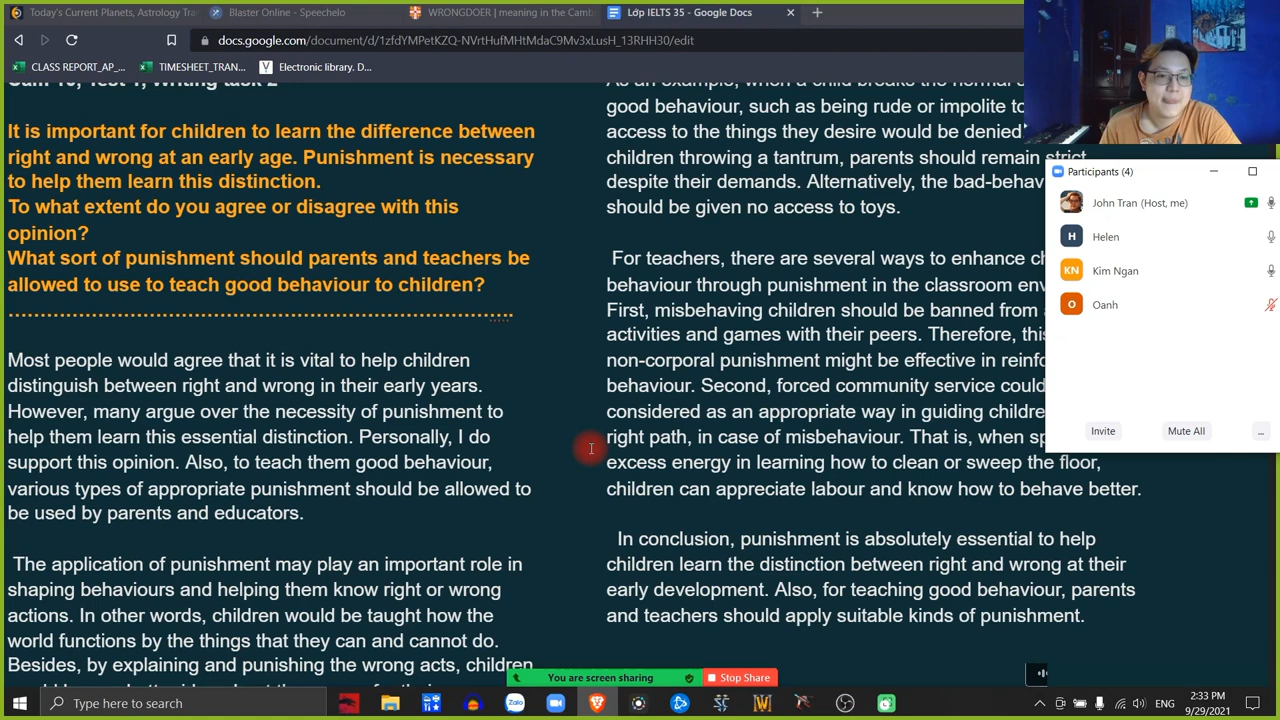 Today's Current Planets, Astrology Tra
Blaster Online - Speechelo
WRONGDOER | meaning in the Camb
Lớp IELTS 35 - Google Docs
docs.google.com/document/d/1zfdYMPetKZQ-NVrtHufMHtMdaC9Mv3xLusH_13RHH30/edit
CLASS REPORT_AP_...
TIMESHEET_TRAN...
Electronic library. D...
It is important for children to learn the difference between
right and wrong at an early age. Punishment is necessary
to help them learn this distinction.
To what extent do you agree or disagree with this
opinion?
What sort of punishment should parents and teachers be
allowed to use to teach good behaviour to children?
Most people would agree that it is vital to help children
distinguish between right and wrong in their early years.
However, many argue over the necessity of punishment to
help them learn this essential distinction. Personally, I do
support this opinion. Also, to teach them good behaviour,
various types of appropriate punishment should be allowed to
be used by parents and educators.
The application of punishment may play an important role in
shaping behaviours and helping them know right or wrong
actions. In other words, children would be taught how the
world functions by the things that they can and cannot do.
Besides, by explaining and punishing the wrong acts, children
good behaviour, such as being rude or impolite to
access to the things they desire would be denied
children throwing a tantrum, parents should remain strict
despite their demands. Alternatively, the bad-behav
should be given no access to toys.
For teachers, there are several ways to enhance ch
behaviour through punishment in the classroom env
First, misbehaving children should be banned from
activities and games with their peers. Therefore, this
non-corporal punishment might be effective in reinfo
behaviour. Second, forced community service could
considered as an appropriate way in guiding childre
right path, in case of misbehaviour. That is, when sp
excess energy in learning how to clean or sweep the floor,
children can appreciate labour and know how to behave better.
In conclusion, punishment is absolutely essential to help
children learn the distinction between right and wrong at their
early development. Also, for teaching good behaviour, parents
and teachers should apply suitable kinds of punishment.
Participants (4)
John Tran (Host, me)
H Helen
KN Kim Ngan
O Oanh
Invite
Mute All
...
You are screen sharing
Stop Share
Type here to search
Zalo
ENG
2:33 PM
9/29/2021